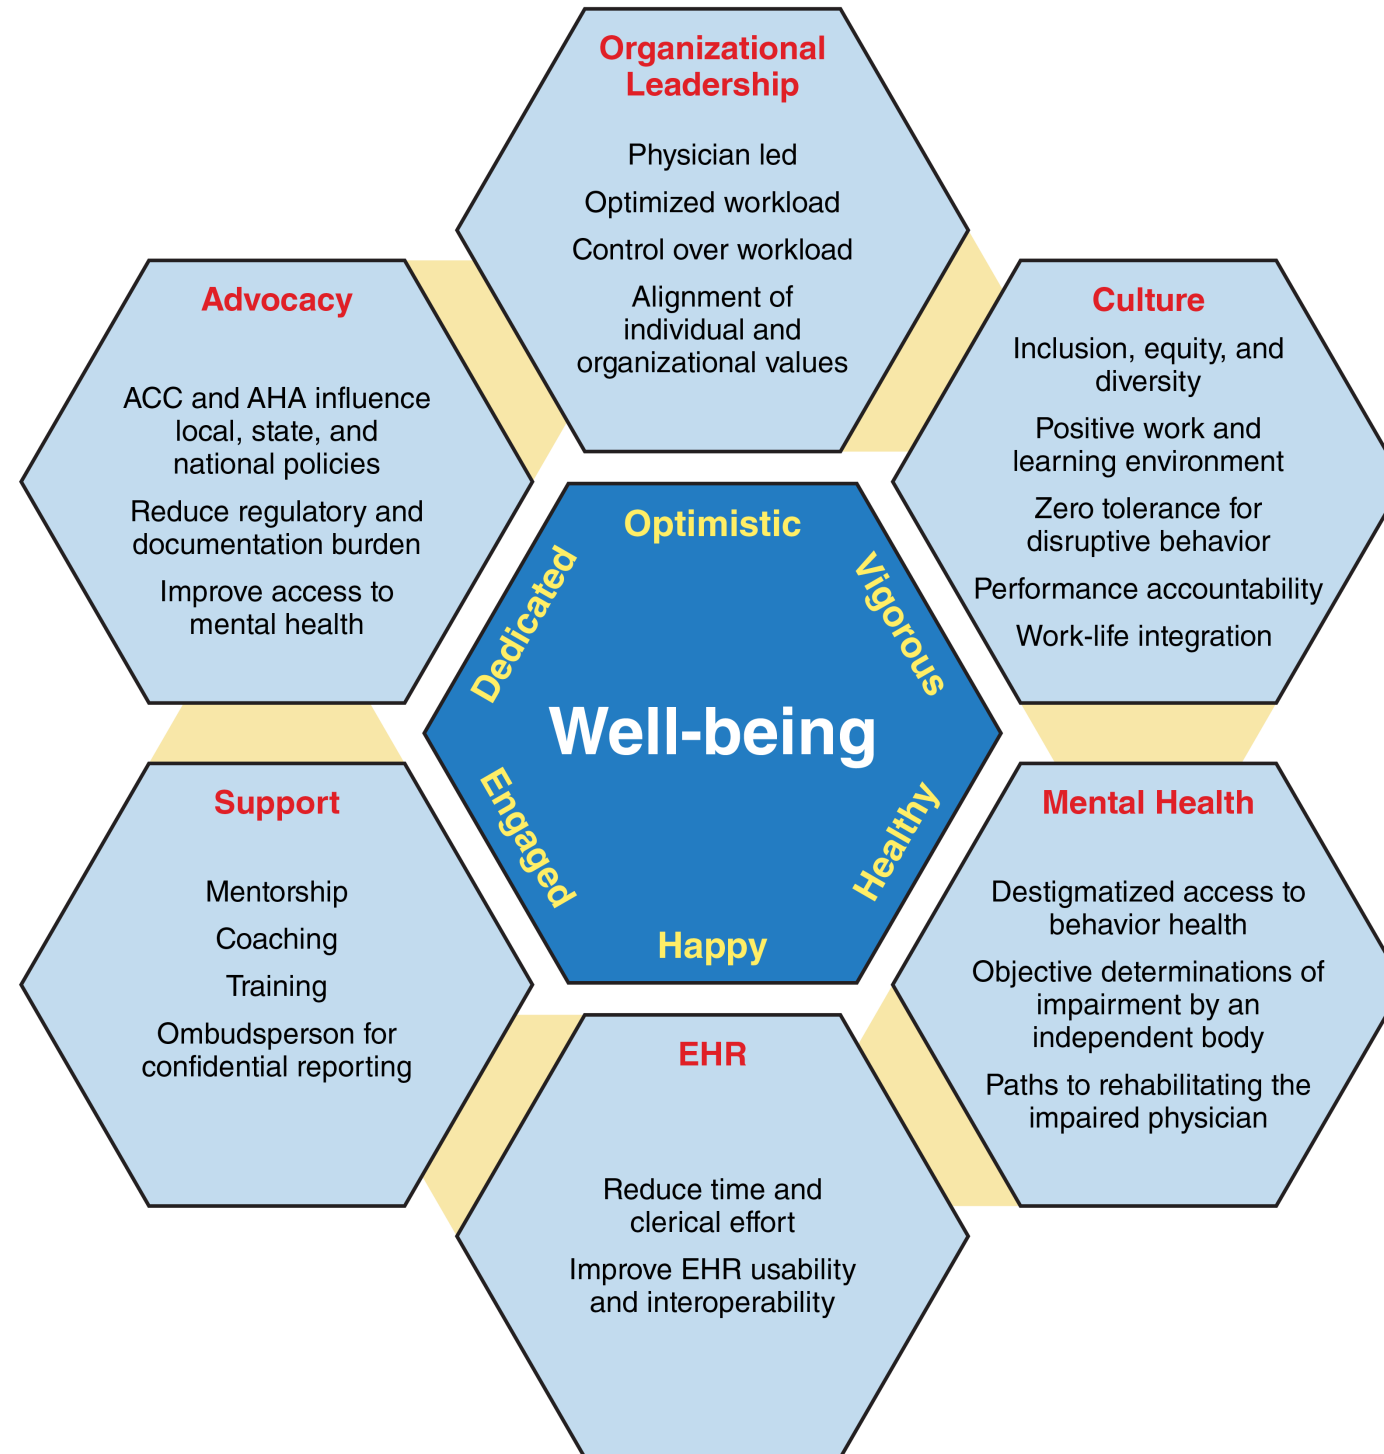 Organizational
Leadership
Physician led
Optimized workload
Control over workload
Alignment of
individual and
organizational values
Advocacy
ACC and AHA influence
local, state, and
national policies
Reduce regulatory and
documentation burden
Improve access to
mental health
Culture
Inclusion, equity, and
diversity
Positive work and
learning environment
Zero tolerance for
disruptive behavior
Performance accountability
Work-life integration
Optimistic
Dedicated
Vigorous
Well-being
Engaged
Healthy
Happy
Support
Mentorship
Coaching
Training
Ombudsperson for
confidential reporting
Mental Health
Destigmatized access to
behavior health
Objective determinations of
impairment by an
independent body
Paths to rehabilitating the
impaired physician
EHR
Reduce time and
clerical effort
Improve EHR usability
and interoperability